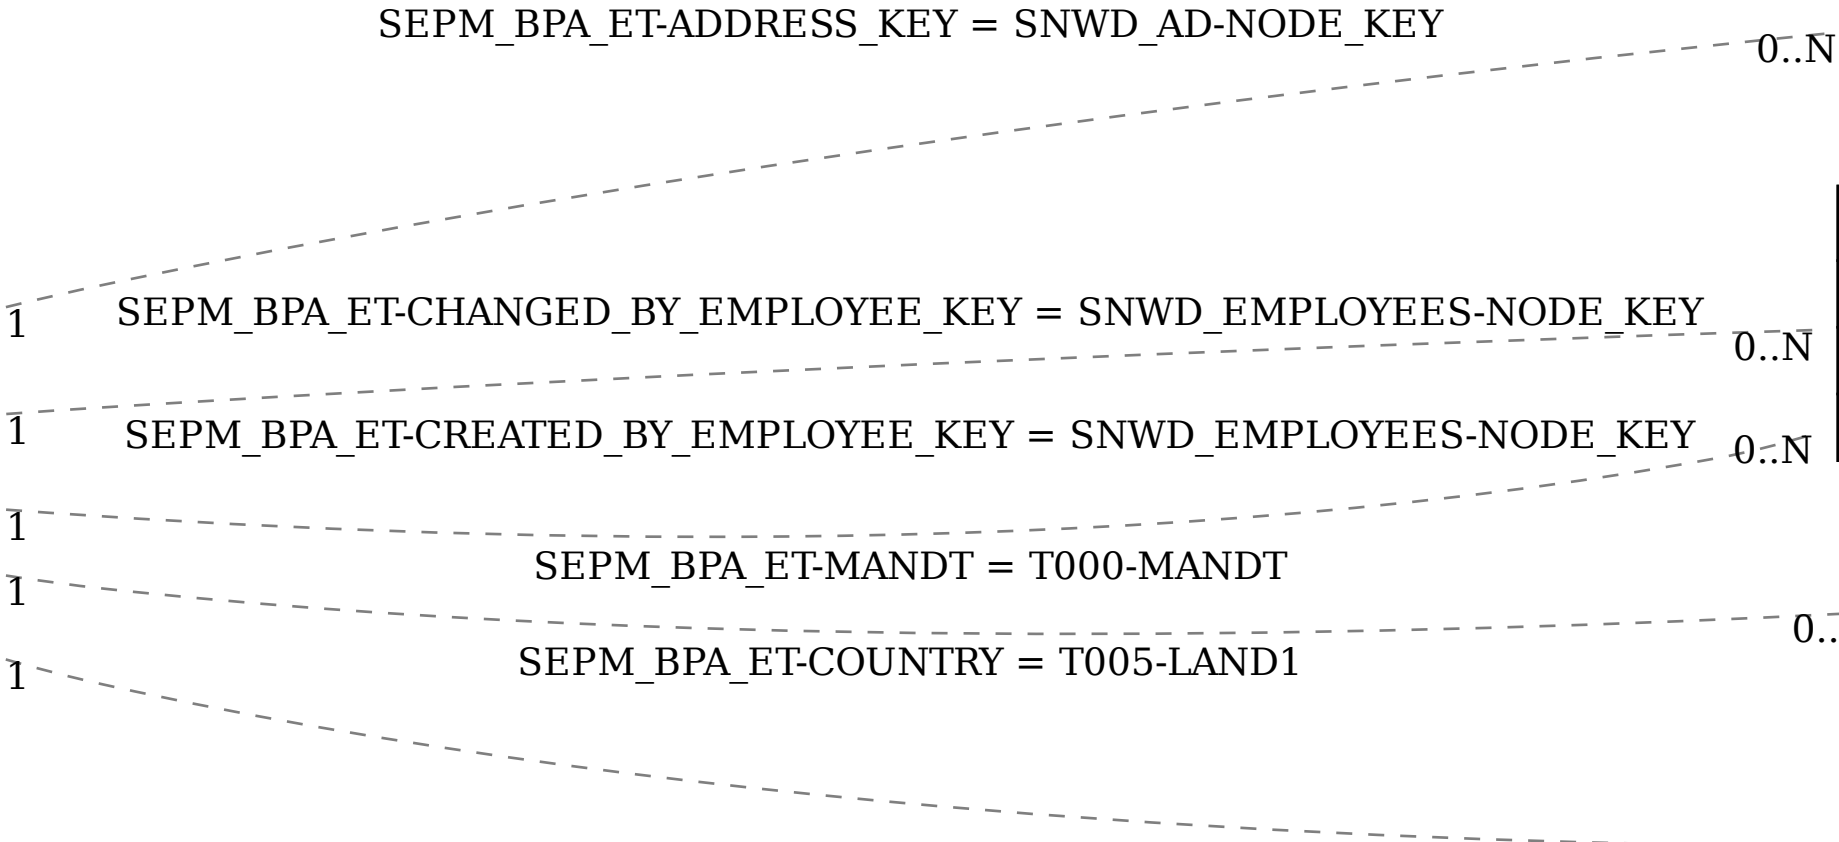 SEPM_BPA_ET-ADDRESS_KEY = SNWD_AD-NODE_KEY
0..N
1
SEPM_BPA_ET-CHANGED_BY_EMPLOYEE_KEY = SNWD_EMPLOYEES-NODE_KEY
0..N
1
SEPM_BPA_ET-CREATED_BY_EMPLOYEE_KEY = SNWD_EMPLOYEES-NODE_KEY
0..N
1
SEPM_BPA_ET-MANDT = T000-MANDT
1
0..
SEPM_BPA_ET-COUNTRY = T005-LAND1
1